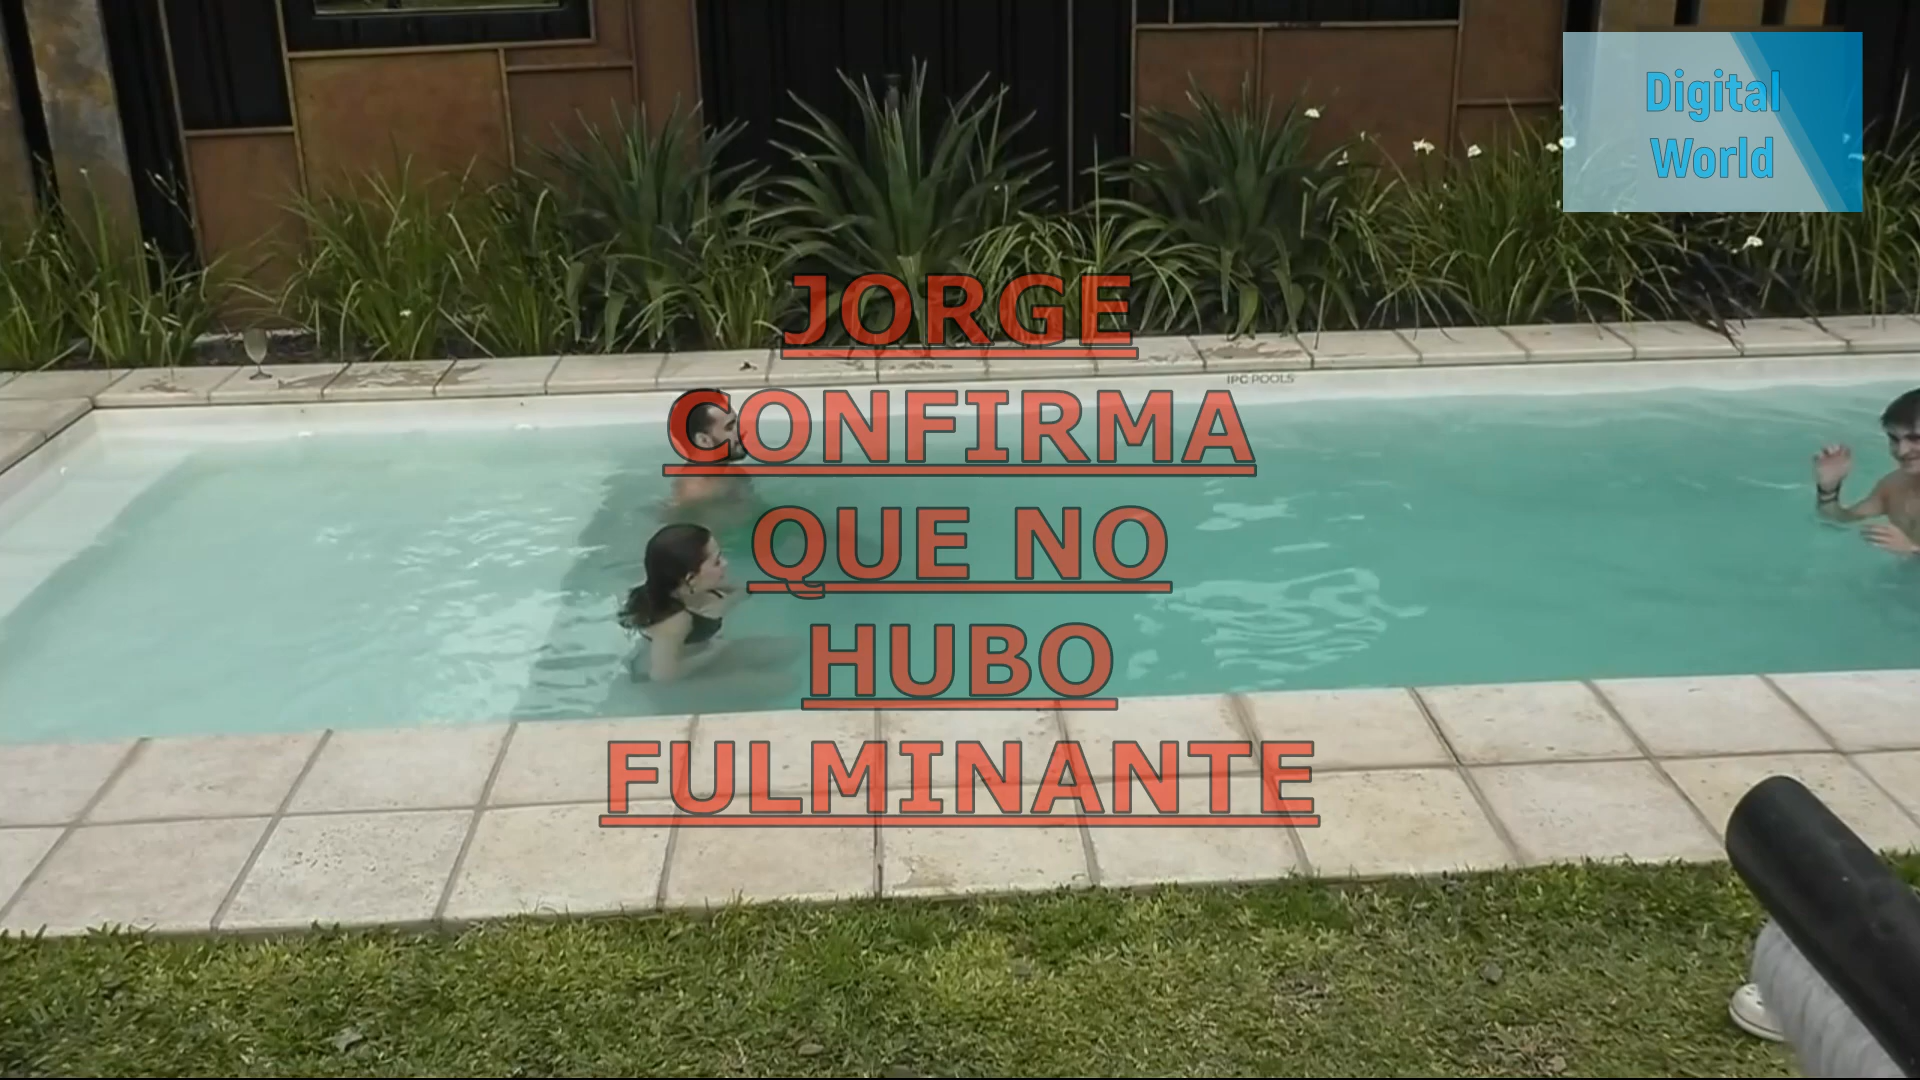 Digital
World
JORGE
CONFIRMA
IPC POOLS
QUE NO
HUBO
FULMINANTE